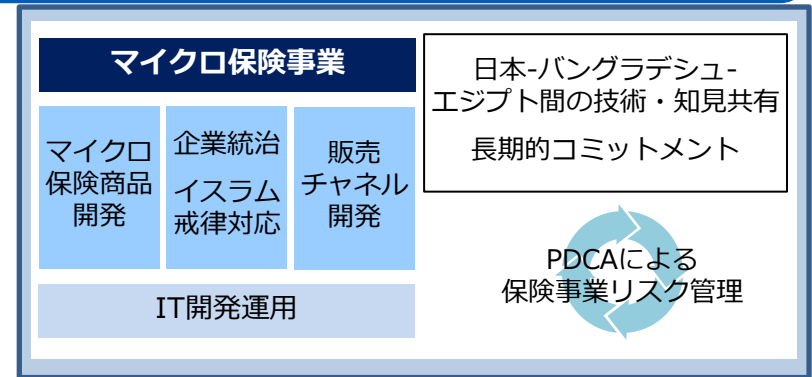 マイクロ保険事業
マイクロ
保険商品
開発
企業統治
イスラム
戒律対応
販売
チャネル
開発
IT開発運用
日本-バングラデシュ-
エジプト間の技術・知見共有
長期的コミットメント
PDCAによる
保険事業リスク管理